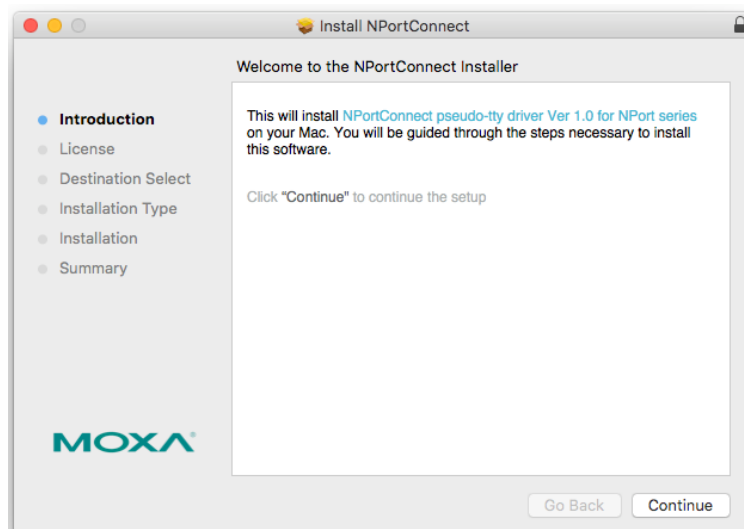 Install NPortConnect
Welcome to the NPortConnect Installer
Introduction
License
Destination Select
Installation Type
Installation
Summary
This will install NPortConnect pseudo-tty driver Ver 1.0 for NPort series
on your Mac. You will be guided through the steps necessary to install
this software.
Click "Continue" to continue the setup
MOXA
Go Back
Continue